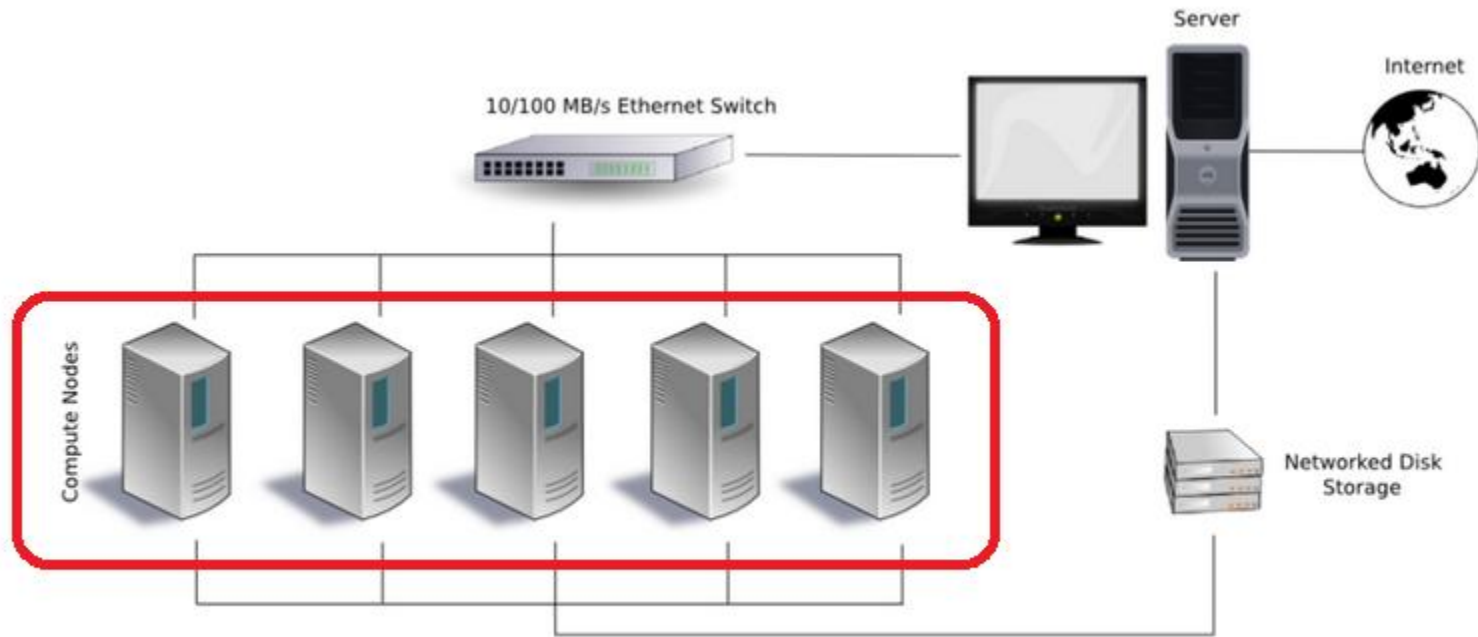 Server
Internet
10/100 MB/s Ethernet Switch
Compute Nodes
Networked Disk
Storage